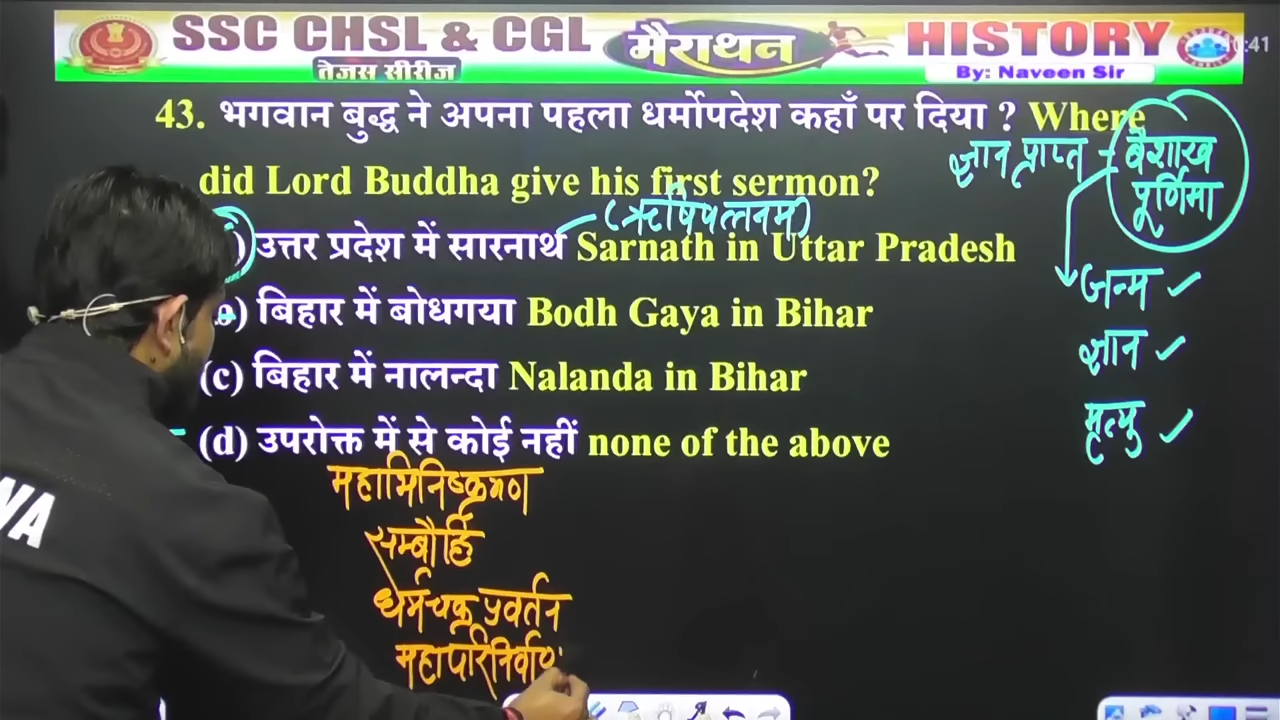 SSC CHSL & CGL मैराथन HISTORY
तेजस सीरीज By: Naveen Sir
43. भगवान बुद्ध ने अपना पहला धर्मोपदेश कहाँ पर दिया ? Where
ज्ञान प्राप्त - वैशाख
पूर्णिमा
did Lord Buddha give his first sermon?
(ऋषिपत्तनम)
उत्तर प्रदेश में सारनाथ Sarnath in Uttar Pradesh
जन्म ✓
बिहार में बोधगया Bodh Gaya in Bihar
ज्ञान ✓
(c) बिहार में नालन्दा Nalanda in Bihar
मृत्यु ✓
(d) उपरोक्त में से कोई नहीं none of the above
महाभिनिष्क्रमण
धर्मचक्र प्रवर्तन